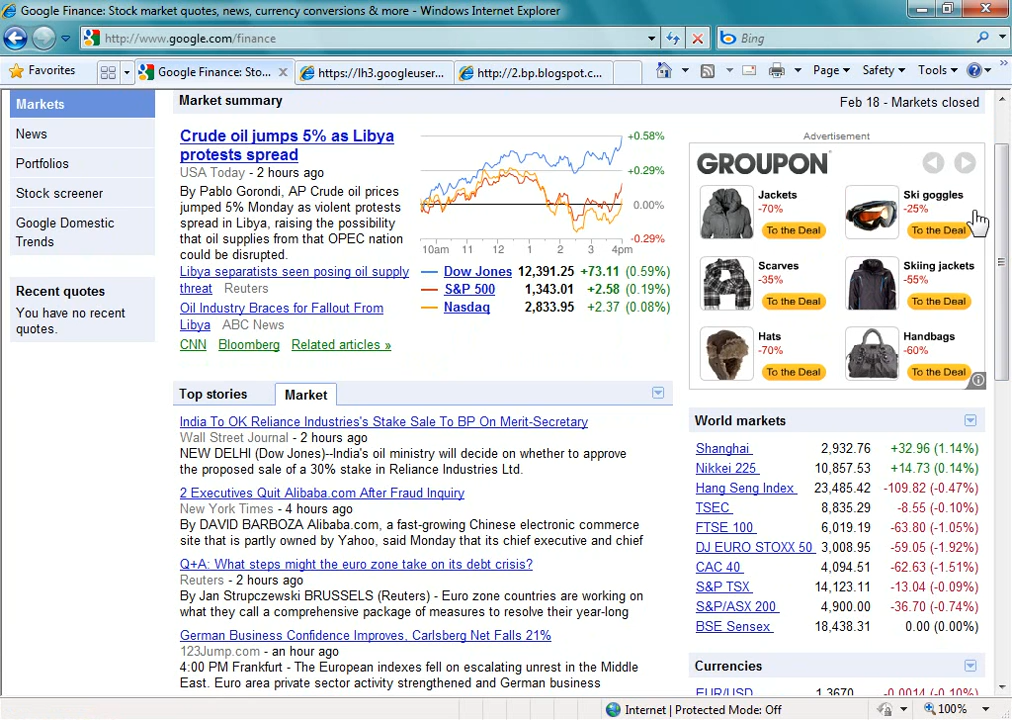 Google Finance: Stock market quotes, news, currency conversions & more - Windows Internet Explorer
http://www.google.com/finance
Bing
Favorites
Google Finance: Sto...
https://lh3.googleuser...
http://2.bp.blogspot.c...
Page
Safety
Tools
Markets
News
Portfolios
Stock screener
Google Domestic
Trends
Recent quotes
You have no recent
quotes.
Market summary
Feb 18 - Markets closed
Crude oil jumps 5% as Libya
protests spread
USA Today - 2 hours ago
By Pablo Gorondi, AP Crude oil prices
jumped 5% Monday as violent protests
spread in Libya, raising the possibility
that oil supplies from that OPEC nation
could be disrupted.
Libya separatists seen posing oil supply
threat Reuters
Oil Industry Braces for Fallout From
Libya ABC News
CNN Bloomberg Related articles »
+0.58%
+0.29%
0.00%
-0.29%
10am 11 12 1 2 3 4pm
Dow Jones 12,391.25 +73.11 (0.59%)
S&P 500 1,343.01 +2.58 (0.19%)
Nasdaq 2,833.95 +2.37 (0.08%)
Top stories Market
India To OK Reliance Industries's Stake Sale To BP On Merit-Secretary
Wall Street Journal - 2 hours ago
NEW DELHI (Dow Jones)--India's oil ministry will decide on whether to approve
the proposed sale of a 30% stake in Reliance Industries Ltd.
2 Executives Quit Alibaba.com After Fraud Inquiry
New York Times - 4 hours ago
By DAVID BARBOZA Alibaba.com, a fast-growing Chinese electronic commerce
site that is partly owned by Yahoo, said Monday that its chief executive and chief
Q+A: What steps might the euro zone take on its debt crisis?
Reuters - 2 hours ago
By Jan Strupczewski BRUSSELS (Reuters) - Euro zone countries are working on
what they call a comprehensive package of measures to resolve their year-long
German Business Confidence Improves, Carlsberg Net Falls 21%
123Jump.com - an hour ago
4:00 PM Frankfurt - The European indexes fell on escalating unrest in the Middle
East. Euro area private sector activity strengthened and German business
Advertisement
GROUPON
Jackets
-70%
To the Deal
Ski goggles
-25%
To the Deal
Scarves
-35%
To the Deal
Skiing jackets
-55%
To the Deal
Hats
-70%
To the Deal
Handbags
-60%
To the Deal
World markets
Shanghai 2,932.76 +32.96 (1.14%)
Nikkei 225 10,857.53 +14.73 (0.14%)
Hang Seng Index 23,485.42 -109.82 (-0.47%)
TSEC 8,835.29 -8.55 (-0.10%)
FTSE 100 6,019.19 -63.80 (-1.05%)
DJ EURO STOXX 50 3,008.95 -59.05 (-1.92%)
CAC 40 4,094.51 -62.63 (-1.51%)
S&P TSX 14,123.11 -13.04 (-0.09%)
S&P/ASX 200 4,900.00 -36.70 (-0.74%)
BSE Sensex 18,438.31 0.00 (0.00%)
Currencies
EUR/USD 1.3670 -0.0014 (-0.10%)
Internet | Protected Mode: Off
100%